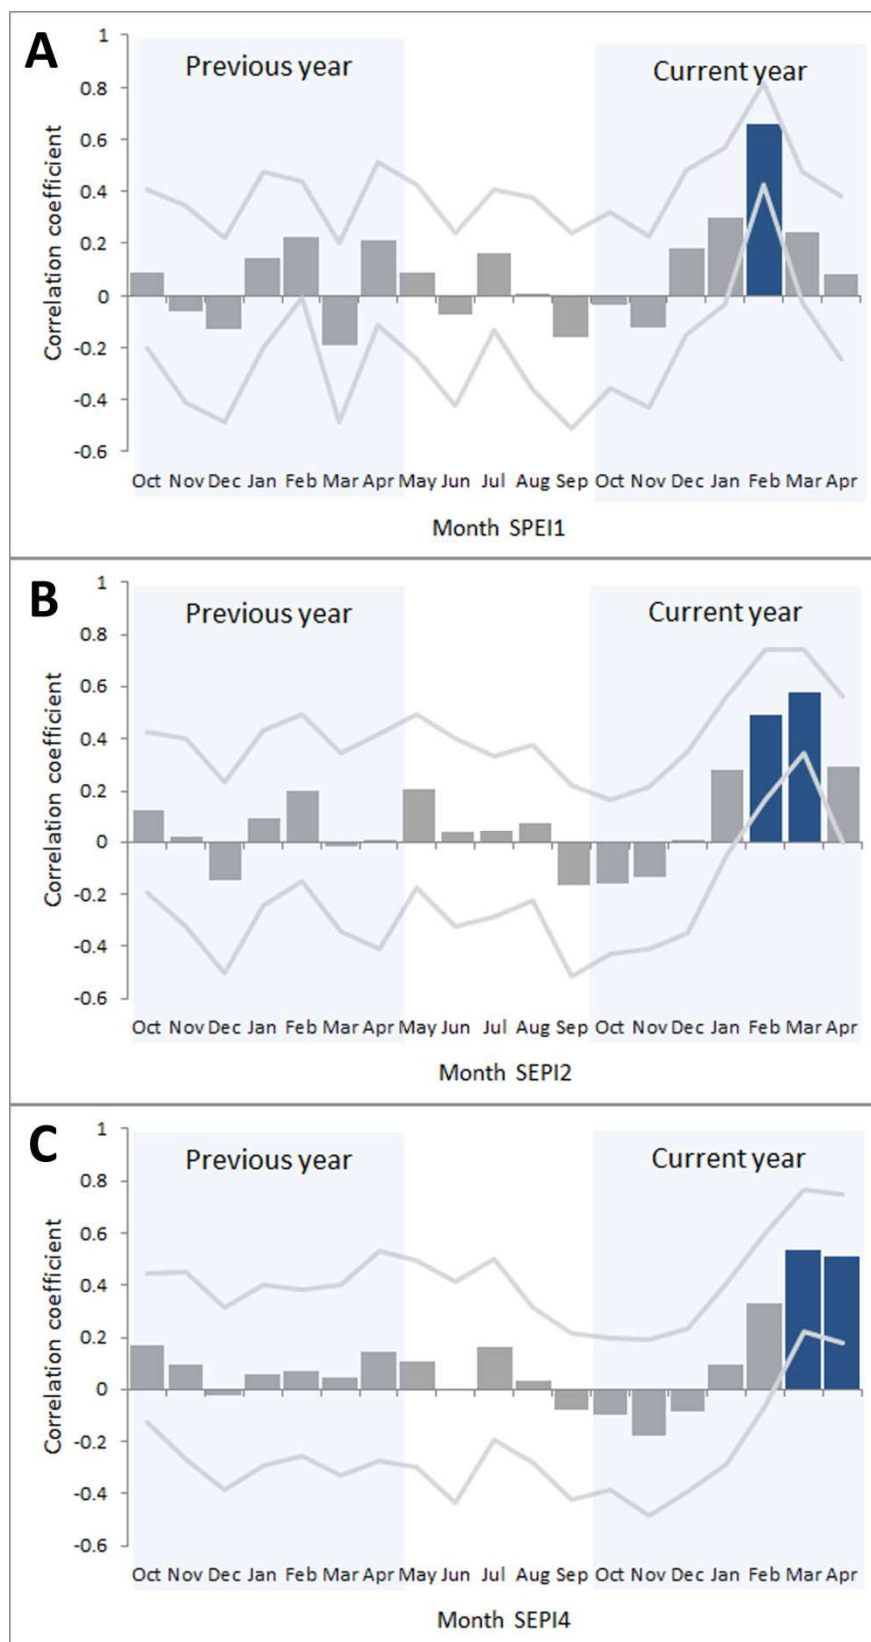 A
Previous year
Current year
Correlation coefficient
1
0.8
0.6
0.4
0.2
0
-0.2
-0.4
-0.6
Oct Nov Dec Jan Feb Mar Apr May Jun Jul Aug Sep Oct Nov Dec Jan Feb Mar Apr
Month SPEI1
B
Previous year
Current year
Correlation coefficient
1
0.8
0.6
0.4
0.2
0
-0.2
-0.4
-0.6
Oct Nov Dec Jan Feb Mar Apr May Jun Jul Aug Sep Oct Nov Dec Jan Feb Mar Apr
Month SEPI2
C
Previous year
Current year
Correlation coefficient
1
0.8
0.6
0.4
0.2
0
-0.2
-0.4
-0.6
Oct Nov Dec Jan Feb Mar Apr May Jun Jul Aug Sep Oct Nov Dec Jan Feb Mar Apr
Month SEPI4